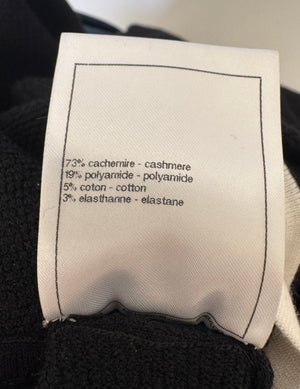 73% cachemire - cashmere
19% polyamide - polyamide
5% coton - cotton
3% elasthanne - elastane